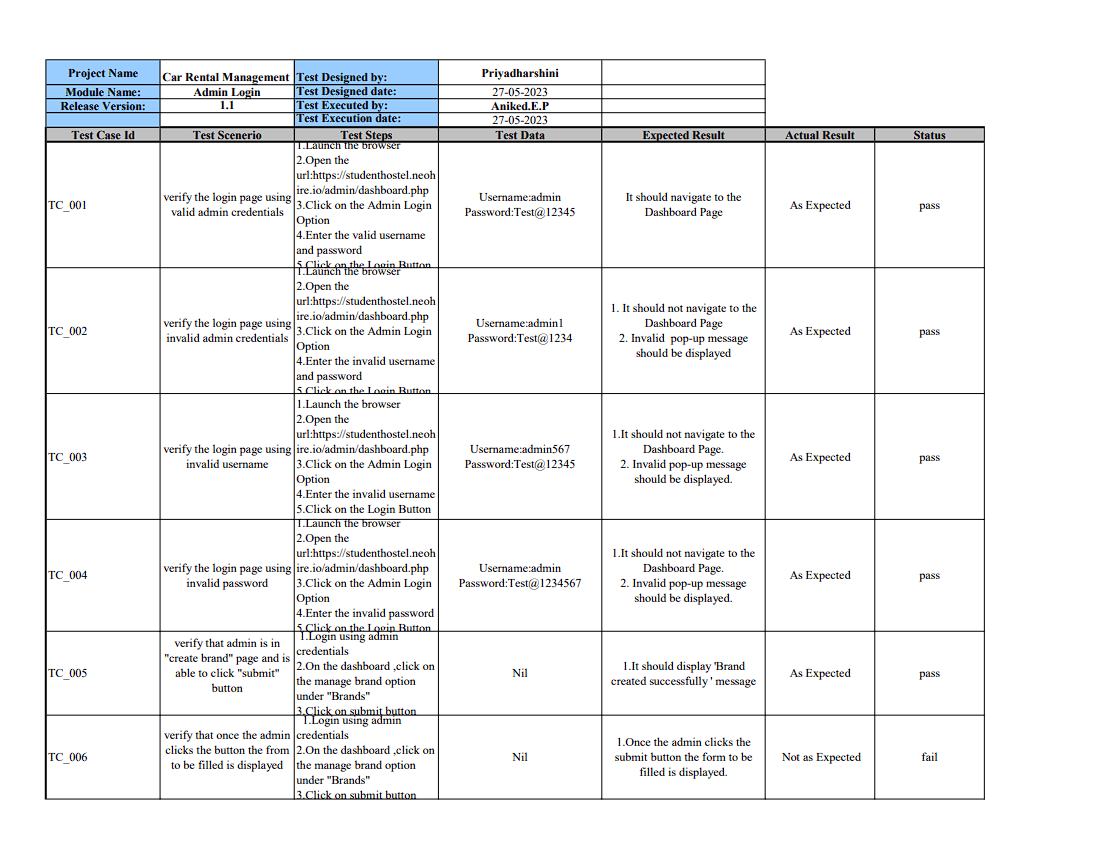 Project Name Car Rental Management Test Designed by: Priyadharshini
Module Name: Admin Login Test Designed date: 27-05-2023
Release Version: 1.1 Test Executed by: Aniked.E.P
Test Execution date: 27-05-2023
Test Case Id Test Scenerio Test Steps Test Data Expected Result Actual Result Status
TC_001
verify the login page using
valid admin credentials
1.Launch the browser
2.Open the
url:https://studenthostel.neoh
ire.io/admin/dashboard.php
3.Click on the Admin Login
Option
4.Enter the valid username
and password
5.Click on the Login Button
Username:admin
Password:Test@12345
It should navigate to the
Dashboard Page
As Expected
pass
TC_002
verify the login page using
invalid admin credentials
1.Launch the browser
2.Open the
url:https://studenthostel.neoh
ire.io/admin/dashboard.php
3.Click on the Admin Login
Option
4.Enter the invalid username
and password
5.Click on the Login Button
Username:admin1
Password:Test@1234
1. It should not navigate to the
Dashboard Page
2. Invalid pop-up message
should be displayed
As Expected
pass
TC_003
verify the login page using
invalid username
1.Launch the browser
2.Open the
url:https://studenthostel.neoh
ire.io/admin/dashboard.php
3.Click on the Admin Login
Option
4.Enter the invalid username
5.Click on the Login Button
Username:admin567
Password:Test@12345
1.It should not navigate to the
Dashboard Page.
2. Invalid pop-up message
should be displayed.
As Expected
pass
TC_004
verify the login page using
invalid password
1.Launch the browser
2.Open the
url:https://studenthostel.neoh
ire.io/admin/dashboard.php
3.Click on the Admin Login
Option
4.Enter the invalid password
5.Click on the Login Button
Username:admin
Password:Test@1234567
1.It should not navigate to the
Dashboard Page.
2. Invalid pop-up message
should be displayed.
As Expected
pass
TC_005
verify that admin is in
"create brand" page and is
able to click "submit"
button
1.Login using admin
credentials
2.On the dashboard ,click on
the manage brand option
under "Brands"
3.Click on submit button
Nil
1.It should display 'Brand
created successfully ' message
As Expected
pass
TC_006
verify that once the admin
clicks the button the from
to be filled is displayed
1.Login using admin
credentials
2.On the dashboard ,click on
the manage brand option
under "Brands"
3.Click on submit button
Nil
1.Once the admin clicks the
submit button the form to be
filled is displayed.
Not as Expected
fail